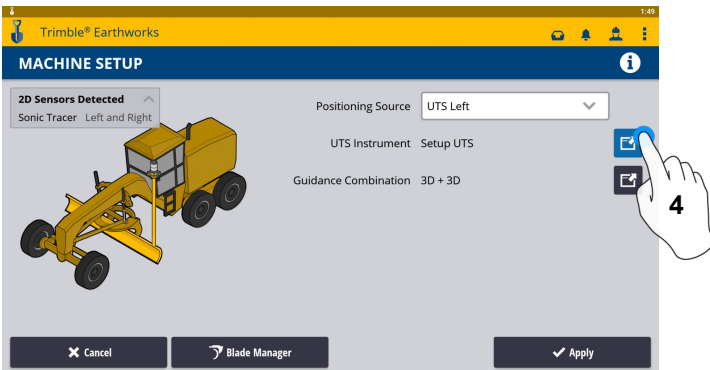 1:49
Trimble® Earthworks
MACHINE SETUP
2D Sensors Detected
Sonic Tracer Left and Right
Positioning Source UTS Left
UTS Instrument Setup UTS
Guidance Combination 3D + 3D
4
Cancel Blade Manager Apply